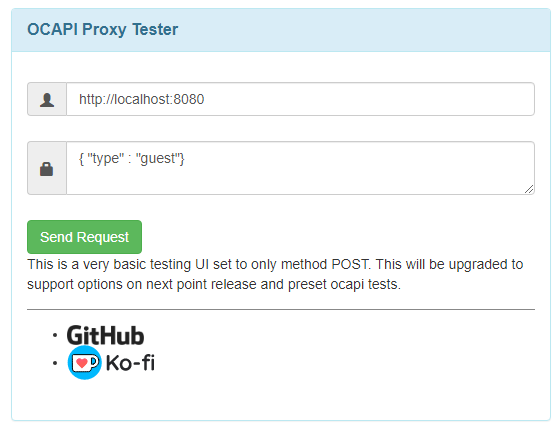 OCAPI Proxy Tester
http://localhost:8080
{ "type" : "guest"}
Send Request
This is a very basic testing UI set to only method POST. This will be upgraded to
support options on next point release and preset ocapi tests.
GitHub
Ko-fi